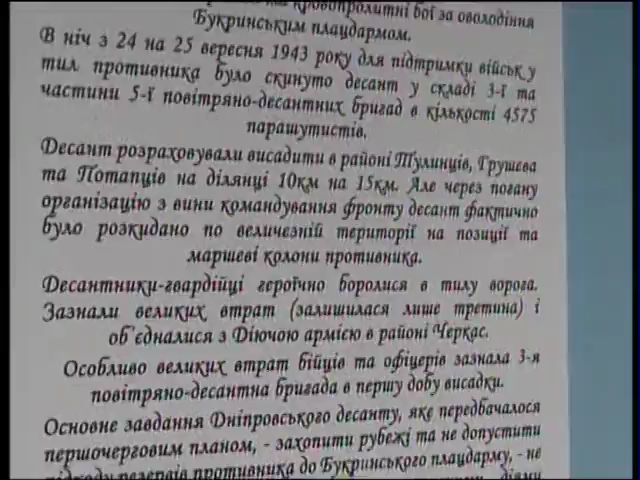 кровопролитні бої за оволодіння
Букринським плацдармом.
В ніч з 24 на 25 вересня 1943 року для підтримки військ у
тил противника було скинуто десант у складі 3-ї та
частини 5-ї повітряно-десантних бригад в кількості 4575
парашутистів.
Десант розраховували висадити в районі Тулинців, Грушева
та Потапців на ділянці 10км на 15км. Але через погану
організацію з вини командування фронту десант фактично
було розкидано по величезній території на позиції та
маршеві колони противника.
Десантники-гвардійці героїчно боролися в тилу ворога.
Зазнали великих втрат (залишилася лише третина) і
об'єдналися з Діючою армією в районі Черкас.
Особливо великих втрат бійців та офіцерів зазнала 3-я
повітряно-десантна бригада в першу добу висадки.
Основне завдання Дніпровського десанту, яке передбачалося
першочерговим планом, - захопити рубежі та не допустити
підходу резервів противника до Букринського плацдарму, - не